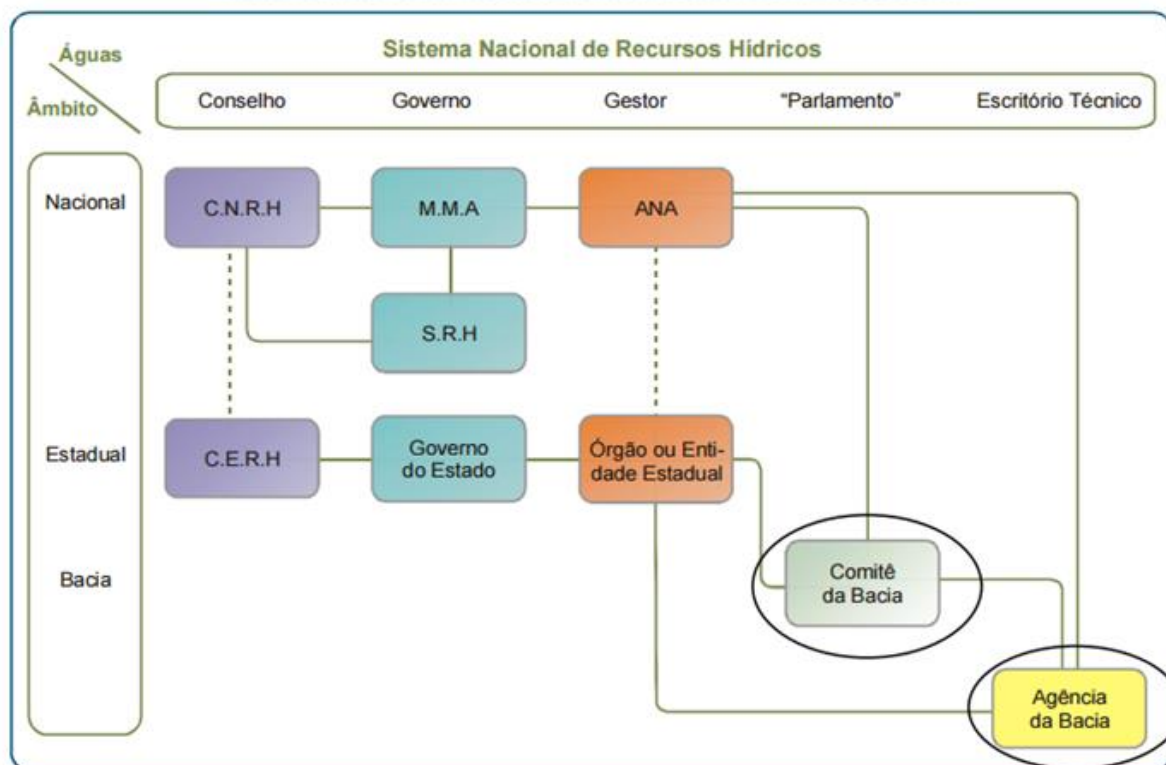 Águas
Âmbito
Sistema Nacional de Recursos Hídricos
Conselho
Governo
Gestor
“Parlamento”
Escritório Técnico
Nacional
C.N.R.H
M.M.A
ANA
S.R.H
Estadual
C.E.R.H
Governo
do Estado
Órgão ou Enti-
dade Estadual
Bacia
Comitê
da Bacia
Agência
da Bacia